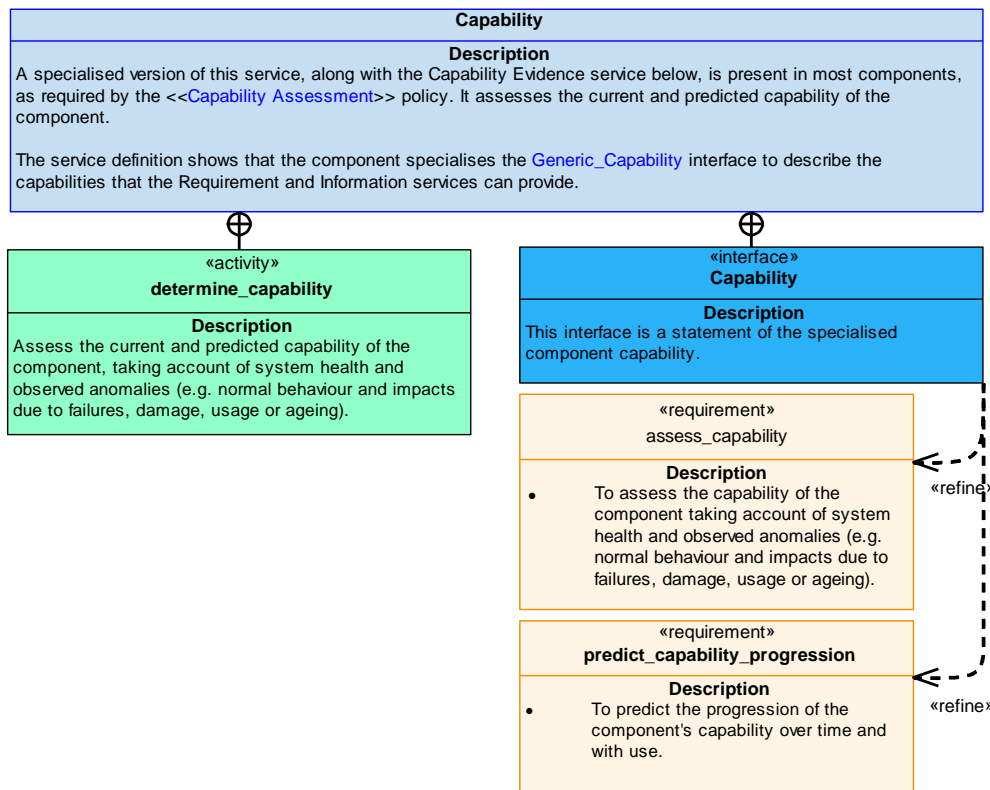 Capability
Description
A specialised version of this service, along with the Capability Evidence service below, is present in most components,
as required by the <<Capability Assessment>> policy. It assesses the current and predicted capability of the
component.
The service definition shows that the component specialises the Generic_Capability interface to describe the
capabilities that the Requirement and Information services can provide.
«activity»
determine_capability
Description
Assess the current and predicted capability of the
component, taking account of system health and
observed anomalies (e.g. normal behaviour and impacts
due to failures, damage, usage or ageing).
«interface»
Capability
Description
This interface is a statement of the specialised
component capability.
«requirement»
assess_capability
Description
• To assess the capability of the
component taking account of system
health and observed anomalies (e.g.
normal behaviour and impacts due to
failures, damage, usage or ageing).
«refine»
«requirement»
predict_capability_progression
Description
• To predict the progression of the
component's capability over time and
with use.
«refine»